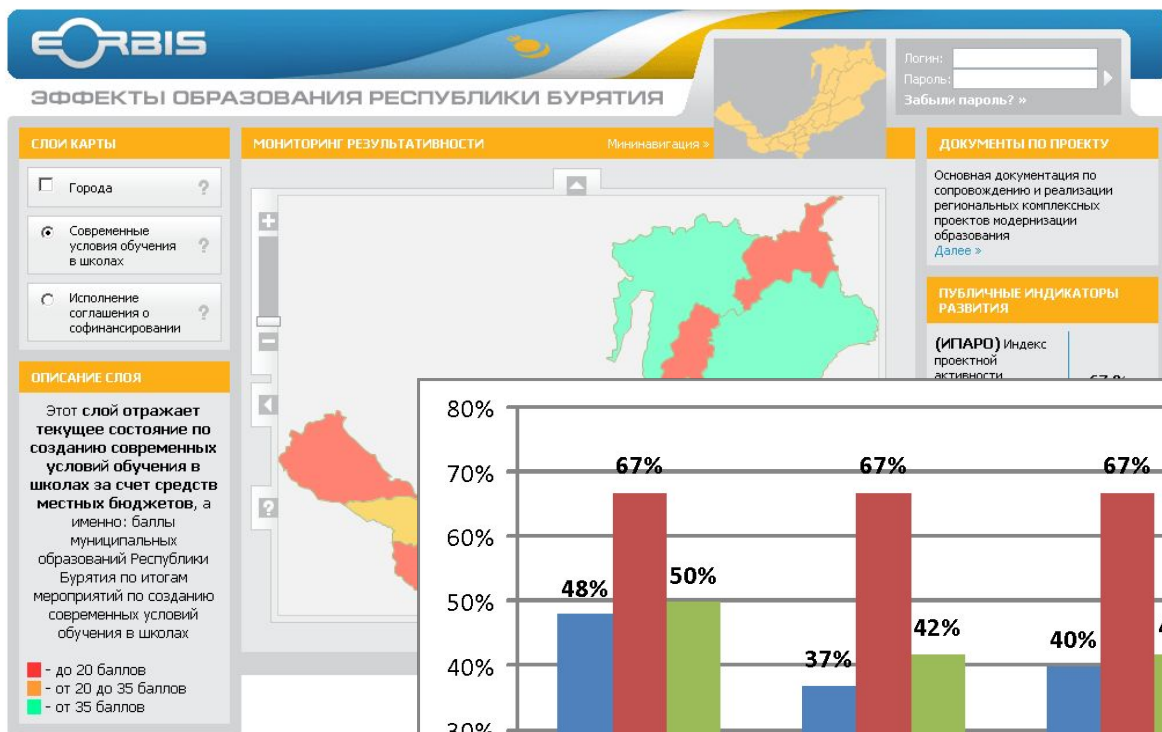 EORBIS
ЭФФЕКТЫ ОБРАЗОВАНИЯ РЕСПУБЛИКИ БУРЯТИЯ
Логин:
Пароль:
Забыли пароль? »
СЛОИ КАРТЫ
Города
?
Современные
условия обучения
в школах
?
Исполнение
соглашения о
софинансировании
?
ОПИСАНИЕ СЛОЯ
Этот слой отражает
текущее состояние по
созданию современных
условий обучения в
школах за счет средств
местных бюджетов, а
именно: баллы
муниципальных
образований Республики
Бурятия по итогам
мероприятий по созданию
современных условий
обучения в школах
- до 20 баллов
- от 20 до 35 баллов
- от 35 баллов
МОНИТОРИНГ РЕЗУЛЬТАТИВНОСТИ
Мининавигация »
?
ДОКУМЕНТЫ ПО ПРОЕКТУ
Основная документация по
сопровождению и реализации
региональных комплексных
проектов модернизации
образования
Далее »
ПУБЛИЧНЫЕ ИНДИКАТОРЫ
РАЗВИТИЯ
(ИПАРО) Индекс
проектной
активности
80%
70%
60%
50%
40%
30%
48%
67%
50%
37%
67%
42%
40%
67%